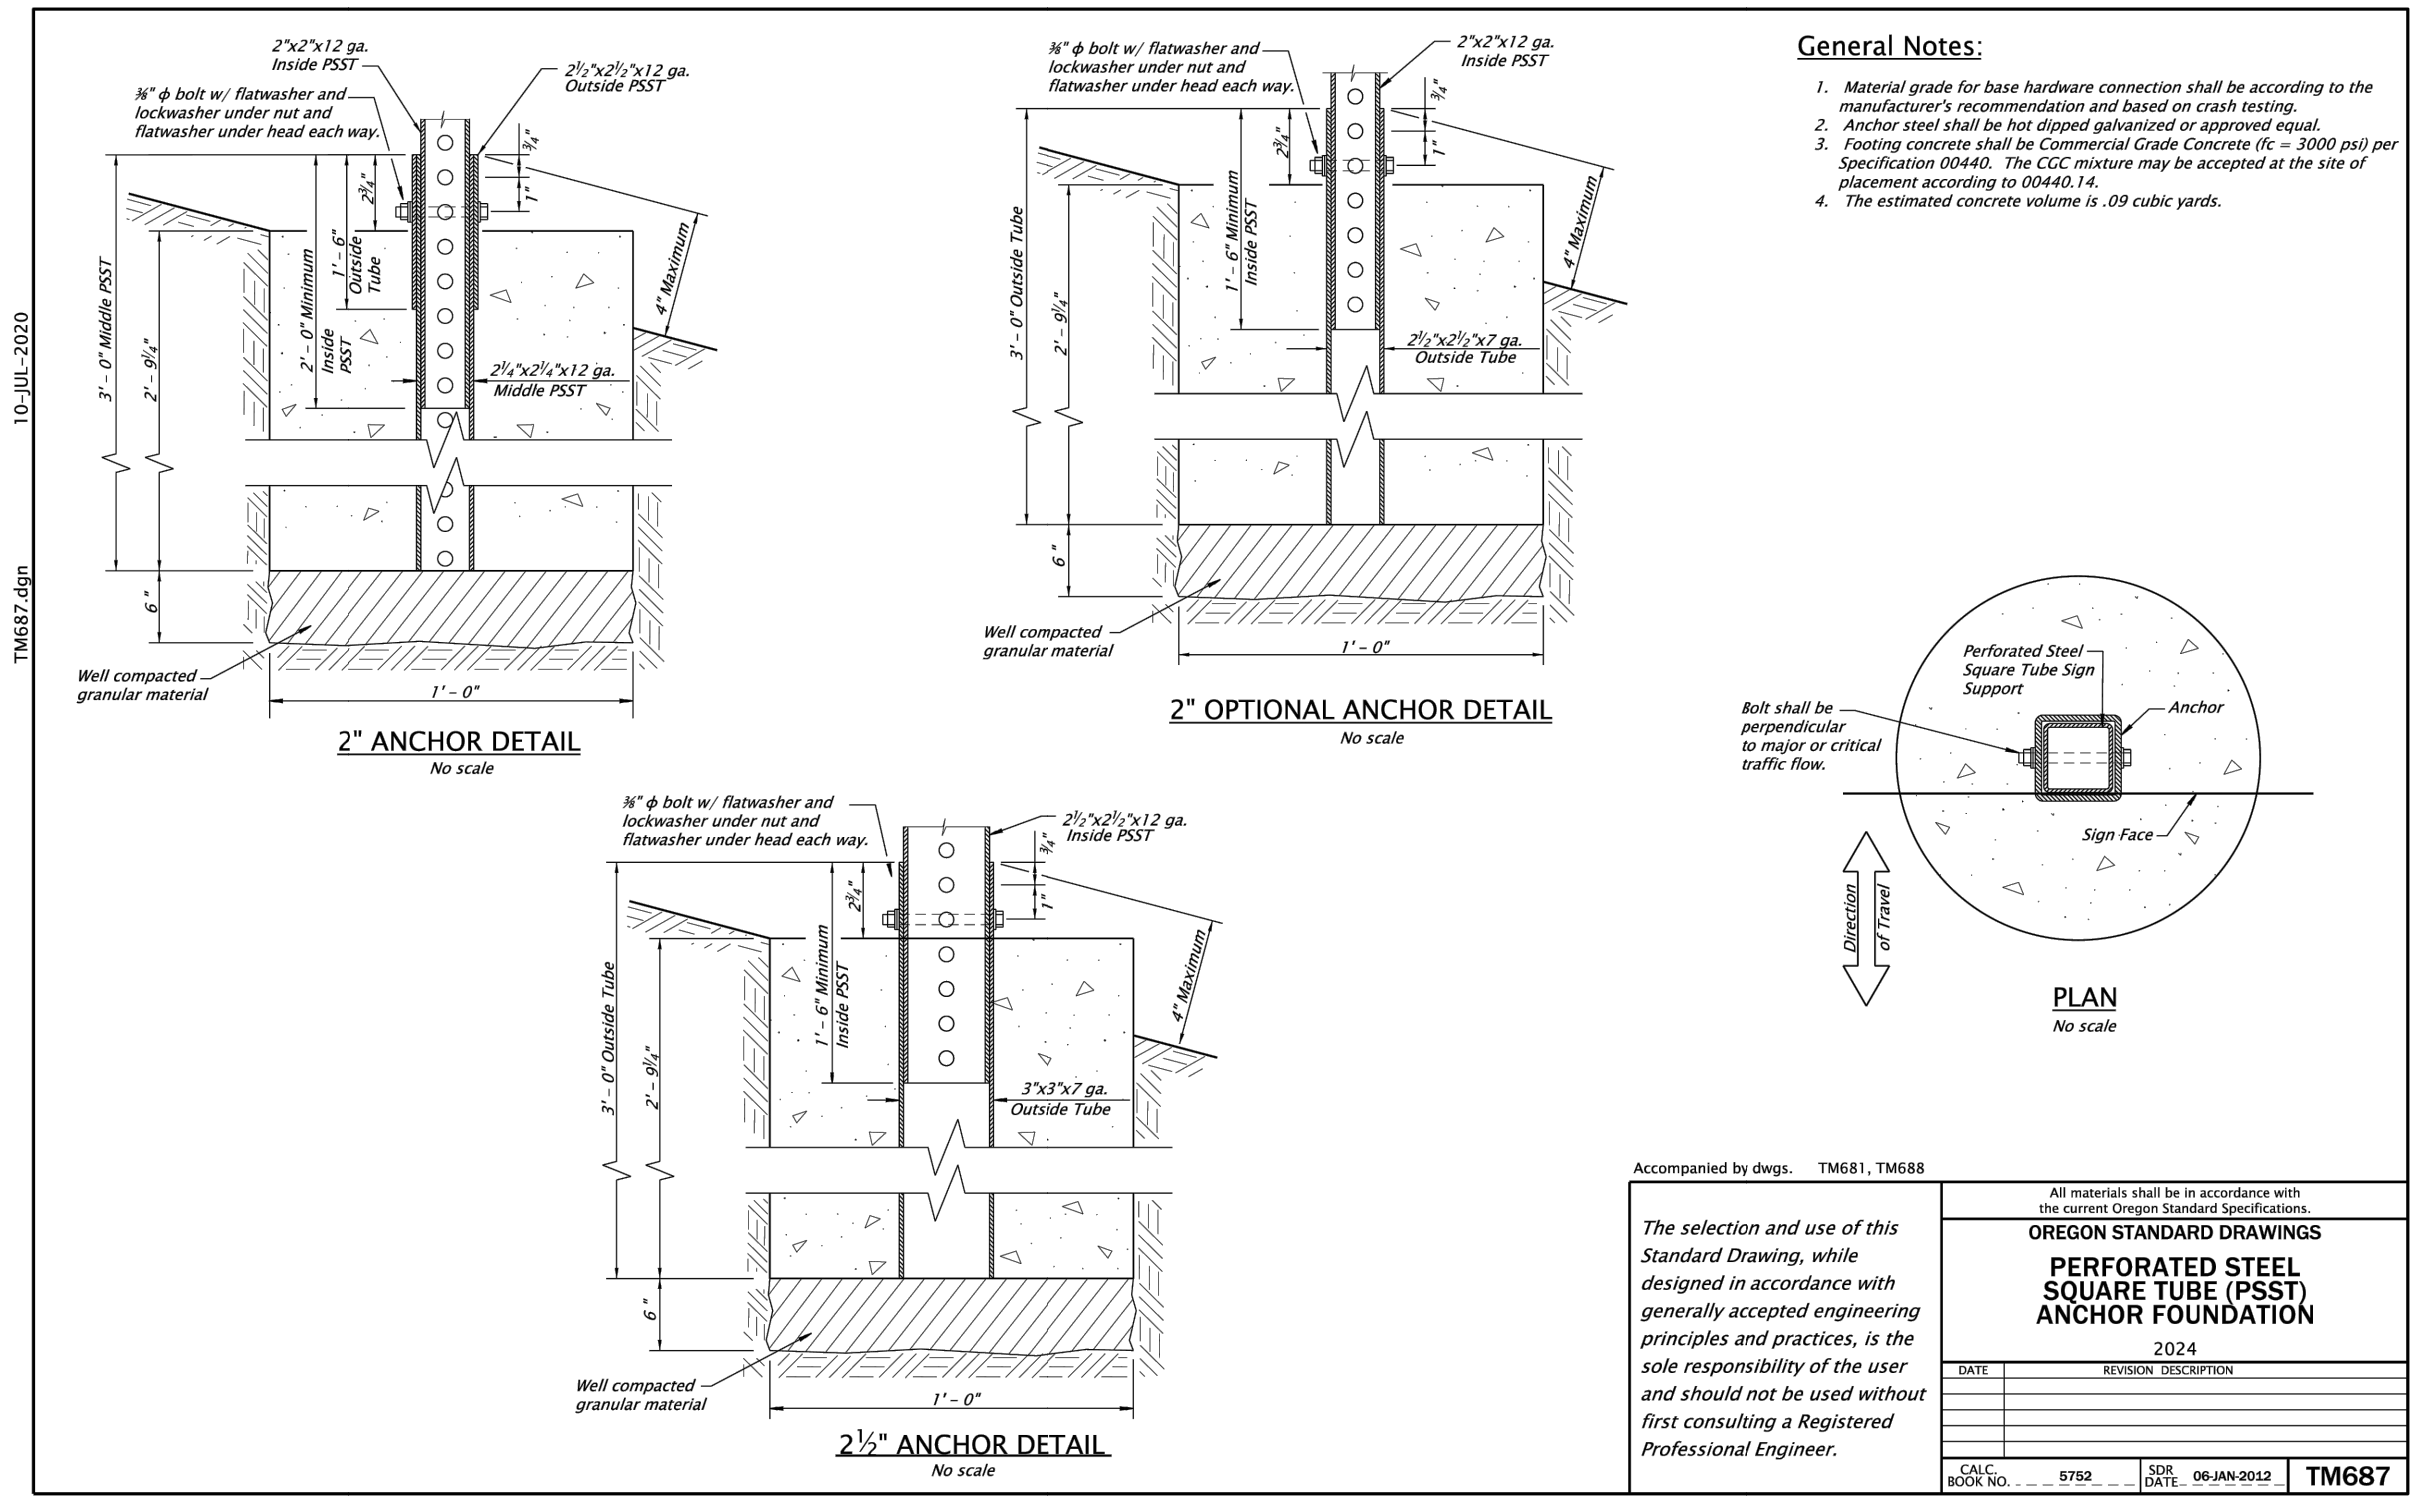 10-JUL-2020
TM687.dgn
2"x2"x12 ga.
Inside PSST
2½"x2½"x12 ga.
Outside PSST
⅜" ϕ bolt w/ flatwasher and
lockwasher under nut and
flatwasher under head each way.
¾"
1"
2¾"
1' - 6"
Outside
Tube
2' - 0" Minimum
Inside
PSST
3' - 0" Middle PSST
2' - 9¼"
4" Maximum
2¼"x2¼"x12 ga.
Middle PSST
6"
Well compacted
granular material
1' - 0"
2" ANCHOR DETAIL
No scale
⅜" ϕ bolt w/ flatwasher and
lockwasher under nut and
flatwasher under head each way.
2"x2"x12 ga.
Inside PSST
¾"
1"
2¾"
1' - 6" Minimum
Inside PSST
3' - 0" Outside Tube
2' - 9¼"
4" Maximum
2½"x2½"x7 ga.
Outside Tube
6"
Well compacted
granular material
1' - 0"
2" OPTIONAL ANCHOR DETAIL
No scale
⅜" ϕ bolt w/ flatwasher and
lockwasher under nut and
flatwasher under head each way.
2½"x2½"x12 ga.
Inside PSST
¾"
1"
2¾"
1' - 6" Minimum
Inside PSST
3' - 0" Outside Tube
2' - 9¼"
4" Maximum
3"x3"x7 ga.
Outside Tube
6"
Well compacted
granular material
1' - 0"
2½" ANCHOR DETAIL
No scale
General Notes:
1. Material grade for base hardware connection shall be according to the
manufacturer's recommendation and based on crash testing.
2. Anchor steel shall be hot dipped galvanized or approved equal.
3. Footing concrete shall be Commercial Grade Concrete (fc = 3000 psi) per
Specification 00440. The CGC mixture may be accepted at the site of
placement according to 00440.14.
4. The estimated concrete volume is .09 cubic yards.
Perforated Steel
Square Tube Sign
Support
Anchor
Bolt shall be
perpendicular
to major or critical
traffic flow.
Sign Face
Direction
of Travel
PLAN
No scale
Accompanied by dwgs. TM681, TM688
The selection and use of this
Standard Drawing, while
designed in accordance with
generally accepted engineering
principles and practices, is the
sole responsibility of the user
and should not be used without
first consulting a Registered
Professional Engineer.
All materials shall be in accordance with
the current Oregon Standard Specifications.
OREGON STANDARD DRAWINGS
PERFORATED STEEL
SQUARE TUBE (PSST)
ANCHOR FOUNDATION
2024
DATE REVISION DESCRIPTION
CALC.
BOOK NO. 5752
SDR
DATE 06-JAN-2012
TM687